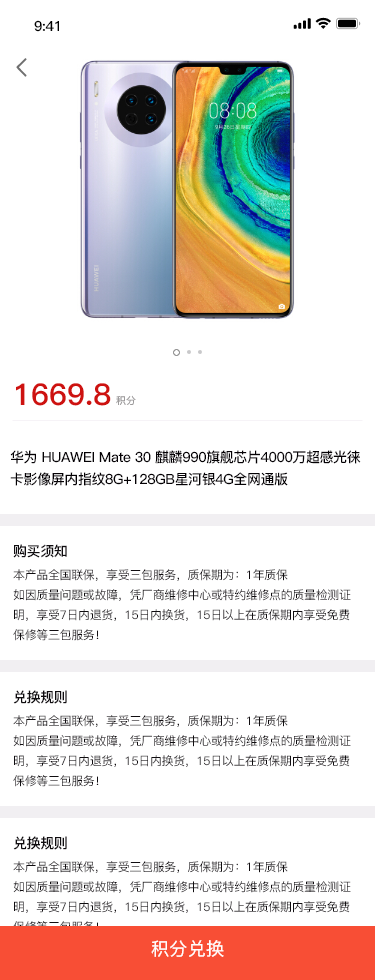 9:41
08:08
1669.8 积分
华为 HUAWEI Mate 30 麒麟990旗舰芯片4000万超感光徕
卡影像屏内指纹8G+128GB星河银4G全网通版
购买须知
本产品全国联保，享受三包服务，质保期为：1年质保
如因质量问题或故障，凭厂商维修中心或特约维修点的质量检测证
明，享受7日内退货，15日内换货，15日以上在质保期内享受免费
保修等三包服务!
兑换规则
本产品全国联保，享受三包服务，质保期为：1年质保
如因质量问题或故障，凭厂商维修中心或特约维修点的质量检测证
明，享受7日内退货，15日内换货，15日以上在质保期内享受免费
保修等三包服务!
兑换规则
本产品全国联保，享受三包服务，质保期为：1年质保
如因质量问题或故障，凭厂商维修中心或特约维修点的质量检测证
明，享受7日内退货，15日内换货，15日以上在质保期内享受免费
保修等三包服务!
积分兑换